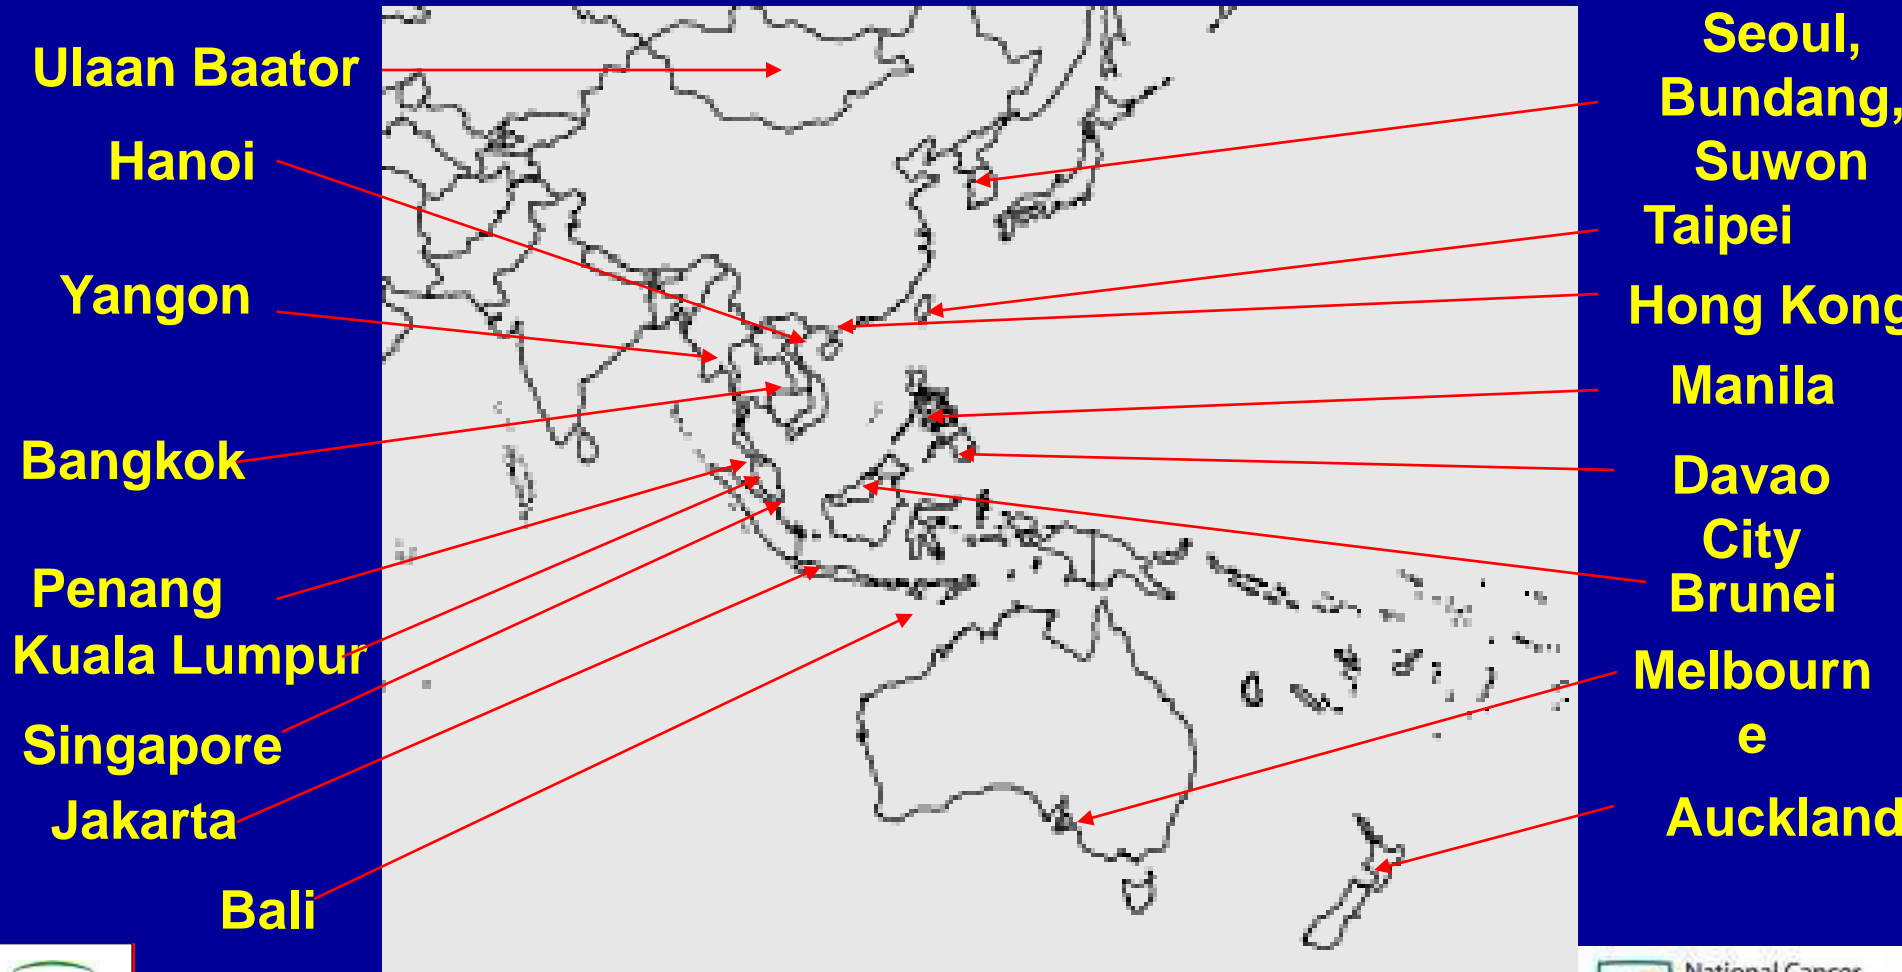 Ulaan Baator
Hanoi
Yangon
Bangkok
Penang
Kuala Lumpur
Singapore
Jakarta
Bali
Seoul,
Bundang,
Suwon
Taipei
Hong Kong
Manila
Davao
City
Brunei
Melbourn
e
Auckland
National Cancer